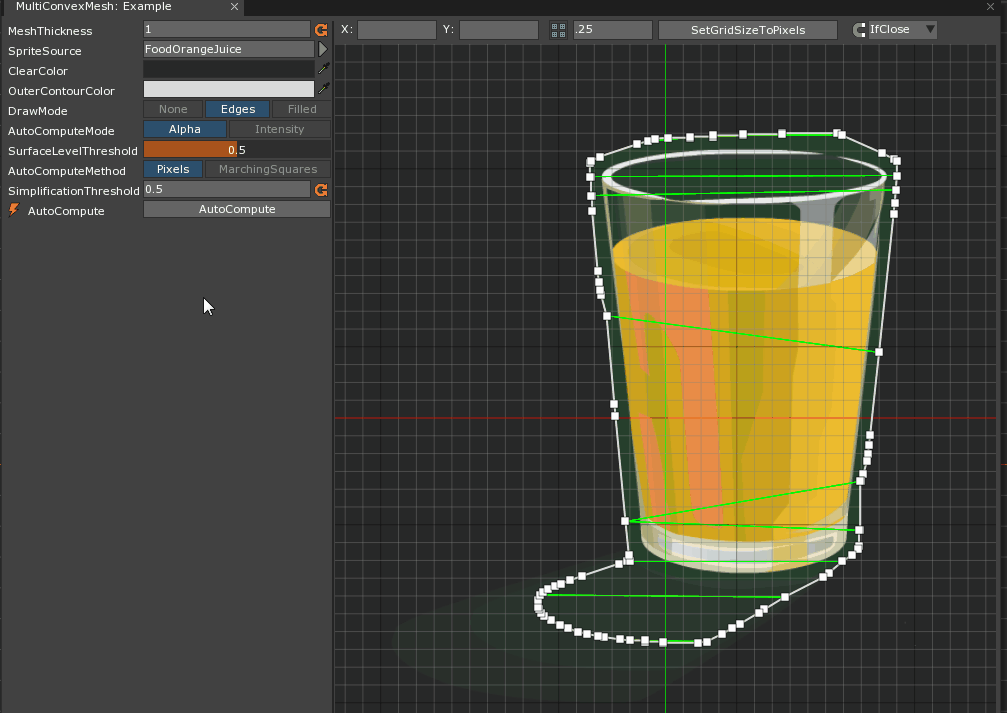 MultiConvexMesh: Example
MeshThickness 1
SpriteSource FoodOrangeJuice
ClearColor
OuterContourColor
DrawMode None Edges Filled
AutoComputeMode Alpha Intensity
SurfaceLevelThreshold 0.5
AutoComputeMethod Pixels MarchingSquares
SimplificationThreshold 0.5
AutoCompute AutoCompute
X: Y: .25 SetGridSizeToPixels IfClose